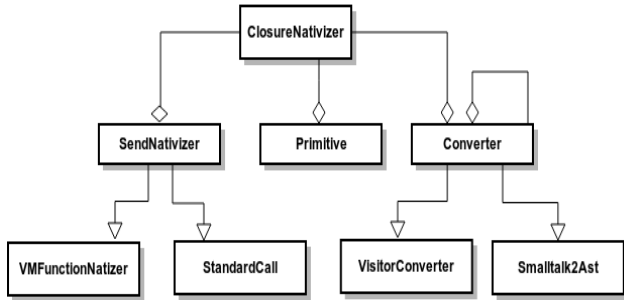 ClosureNativizer
SendNativizer
Primitive
Converter
VMFunctionNatizer
StandardCall
VisitorConverter
Smalltalk2Ast